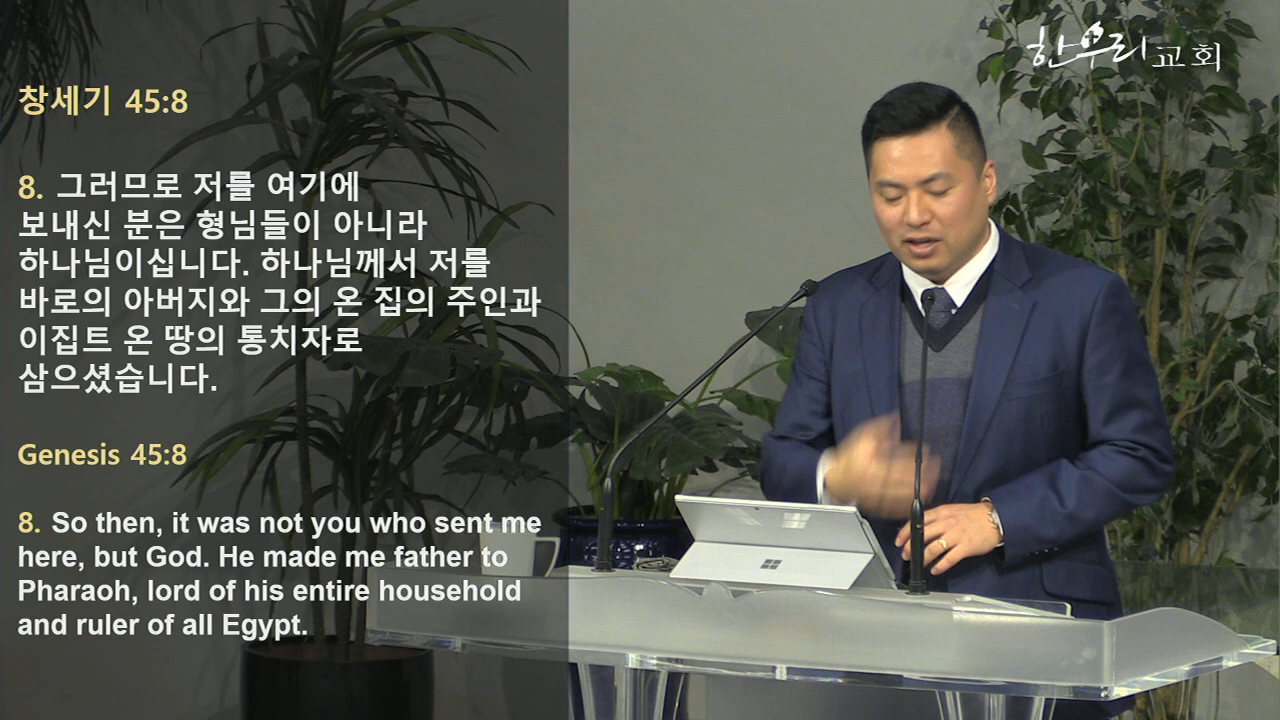 한우리교회
창세기 45:8
8. 그러므로 저를 여기에
보내신 분은 형님들이 아니라
하나님이십니다. 하나님께서 저를
바로의 아버지와 그의 온 집의 주인과
이집트 온 땅의 통치자로
삼으셨습니다.
Genesis 45:8
8. So then, it was not you who sent me
here, but God. He made me father to
Pharaoh, lord of his entire household
and ruler of all Egypt.